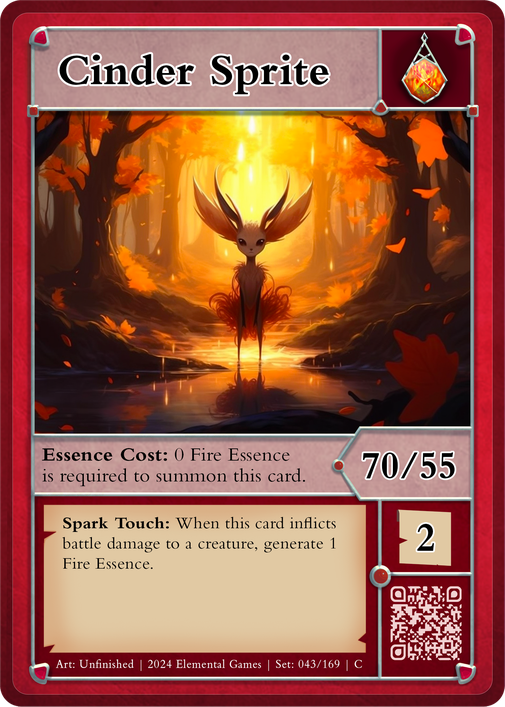 Cinder Sprite
Essence Cost: 0 Fire Essence
is required to summon this card.
70/55
Spark Touch: When this card inflicts
battle damage to a creature, generate 1
Fire Essence.
2
Art: Unfinished | 2024 Elemental Games | Set: 043/169 | C